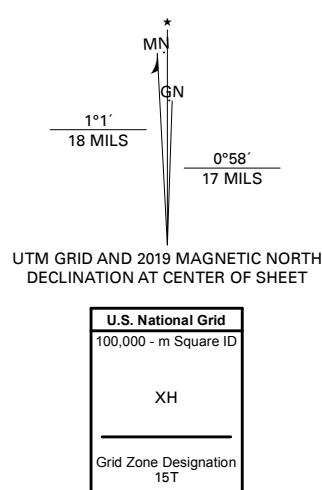 ★
MN
GN
1°1´
18 MILS
0°58´
17 MILS
UTM GRID AND 2019 MAGNETIC NORTH
DECLINATION AT CENTER OF SHEET
U.S. National Grid
100,000 - m Square ID
XH
Grid Zone Designation
15T